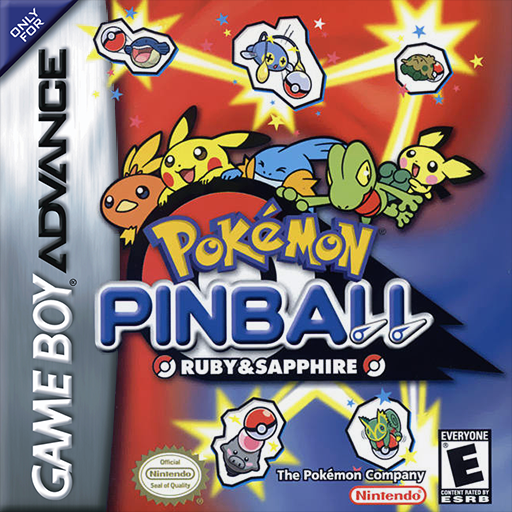 ONLY
FOR
GAME BOY ADVANCE
POKéMON
PINBALL
RUBY&SAPPHIRE
Official
Nintendo
Seal of Quality
The Pokémon Company
Nintendo
EVERYONE
E
CONTENT RATED BY
ESRB